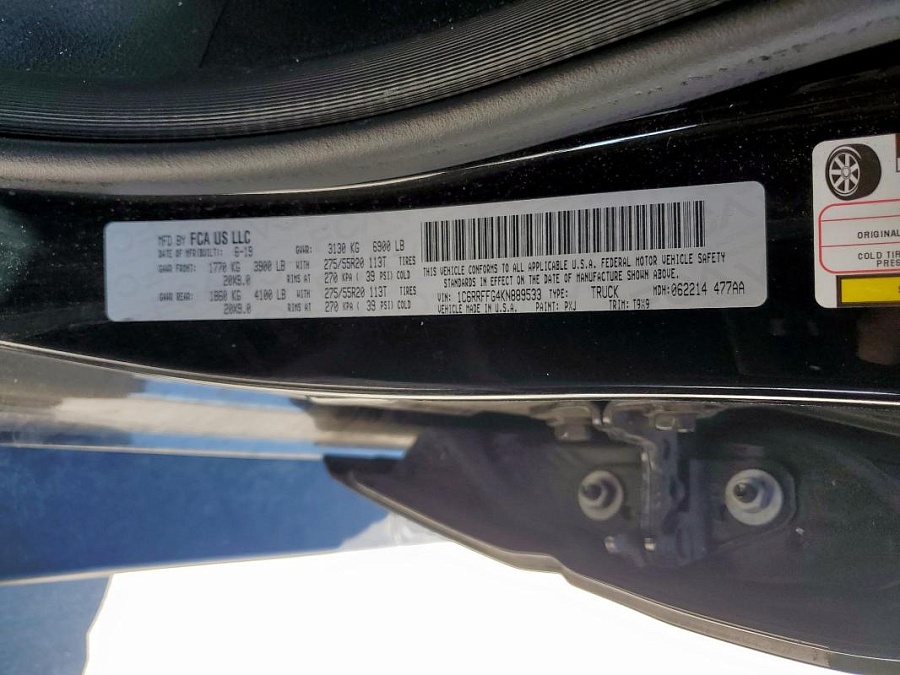 MFD BY FCA US LLC
DATE OF MFR(BUILT): 6-19 GVWR: 3130 KG 6900 LB
GAWR FRONT: 1770 KG 3900 LB WITH 275/55R20 113T TIRES
20X9.0 RIMS AT 270 KPA ( 39 PSI) COLD
GAWR REAR: 1860 KG 4100 LB WITH 275/55R20 113T TIRES
20X9.0 RIMS AT 270 KPA ( 39 PSI) COLD
THIS VEHICLE CONFORMS TO ALL APPLICABLE U.S.A. FEDERAL MOTOR VEHICLE SAFETY
STANDARDS IN EFFECT ON THE DATE OF MANUFACTURE SHOWN ABOVE.
VIN: 1C6RRFFG4KN889533 TYPE: TRUCK MDH: 062214 477AA
VEHICLE MADE IN U.S.A. PAINT: PXJ TRIM: T9X9
ORIGINAL
COLD TI
PRES
S